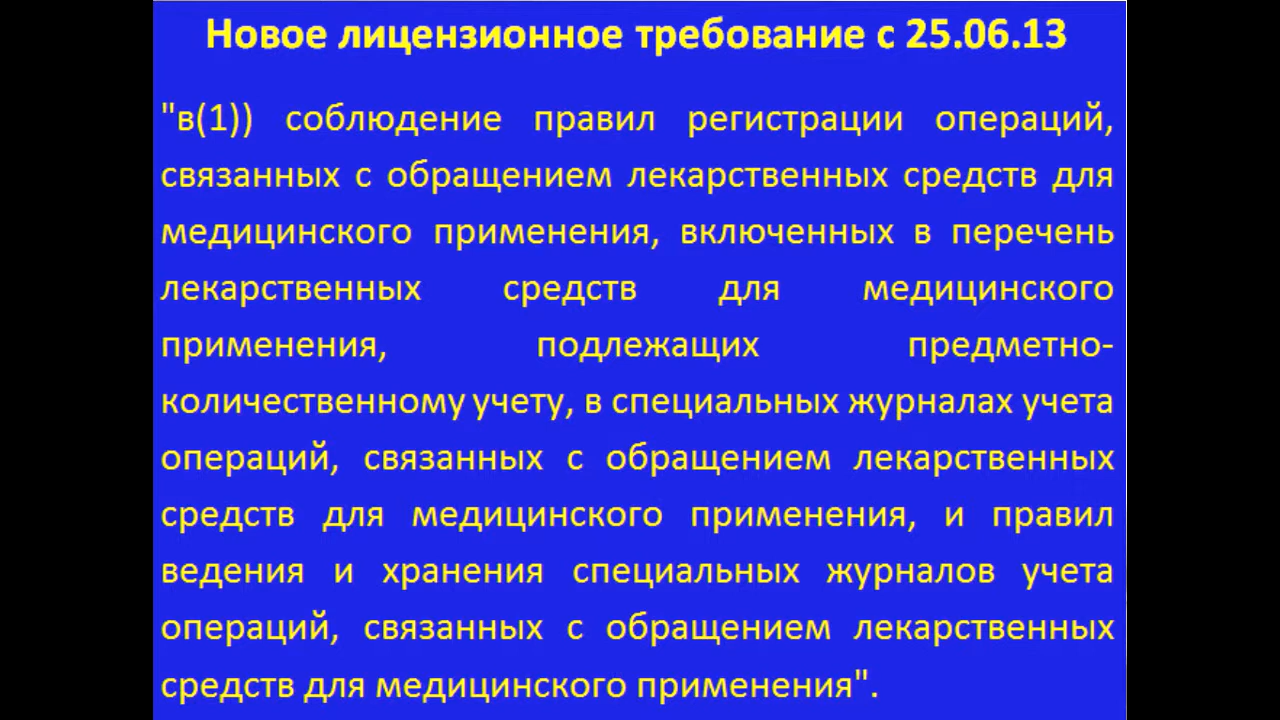 Новое лицензионное требование с 25.06.13
"в(1)) соблюдение правил регистрации операций,
связанных с обращением лекарственных средств для
медицинского применения, включенных в перечень
лекарственных средств для медицинского
применения, подлежащих предметно-
количественному учету, в специальных журналах учета
операций, связанных с обращением лекарственных
средств для медицинского применения, и правил
ведения и хранения специальных журналов учета
операций, связанных с обращением лекарственных
средств для медицинского применения".